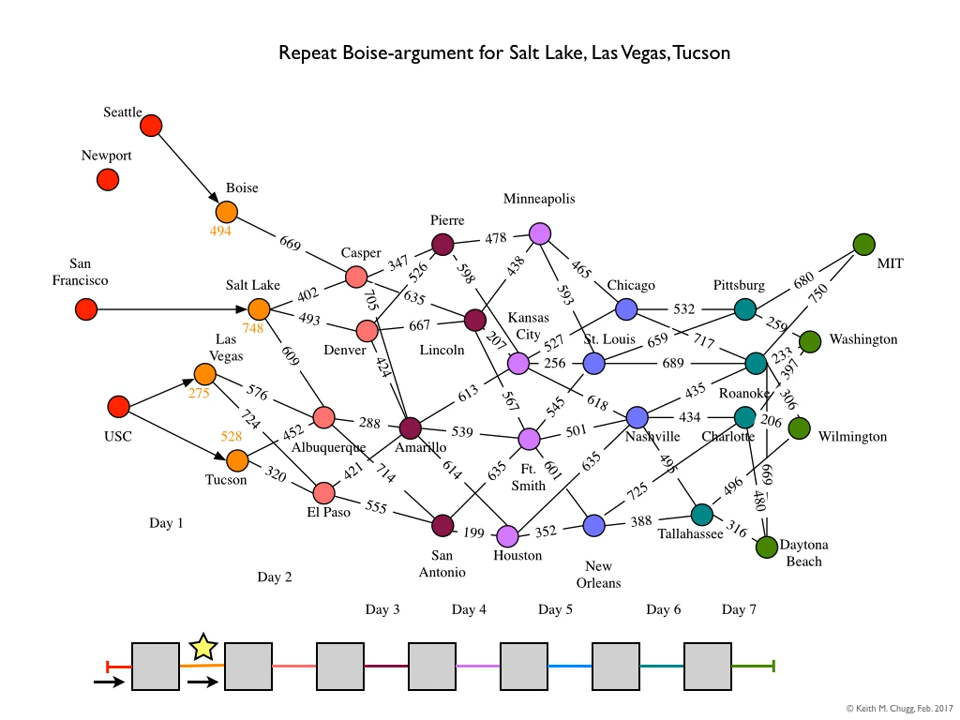 Repeat Boise-argument for Salt Lake, Las Vegas, Tucson
Seattle
Newport
Boise
494
669
San
Francisco
Salt Lake
748
Las
Vegas
275
USC
528
Tucson
402
493
609
576
724
452
320
Casper
347
526
705
635
Denver
667
424
Albuquerque
288
421
714
El Paso
555
Pierre
478
598
Lincoln
438
207
567
Amarillo
613
539
614
San
Antonio
635
199
Minneapolis
465
593
Kansas
City
527
256
618
545
Ft.
Smith
501
601
Houston
352
635
Chicago
532
717
St. Louis
659
689
Nashville
435
434
495
New
Orleans
725
388
Pittsburg
680
259
Roanoke
750
233
306
669
Charlotte
397
206
480
Tallahassee
496
316
MIT
Washington
Wilmington
Daytona
Beach
Day 1
Day 2
Day 3
Day 4
Day 5
Day 6
Day 7
© Keith M. Chugg, Feb. 2017